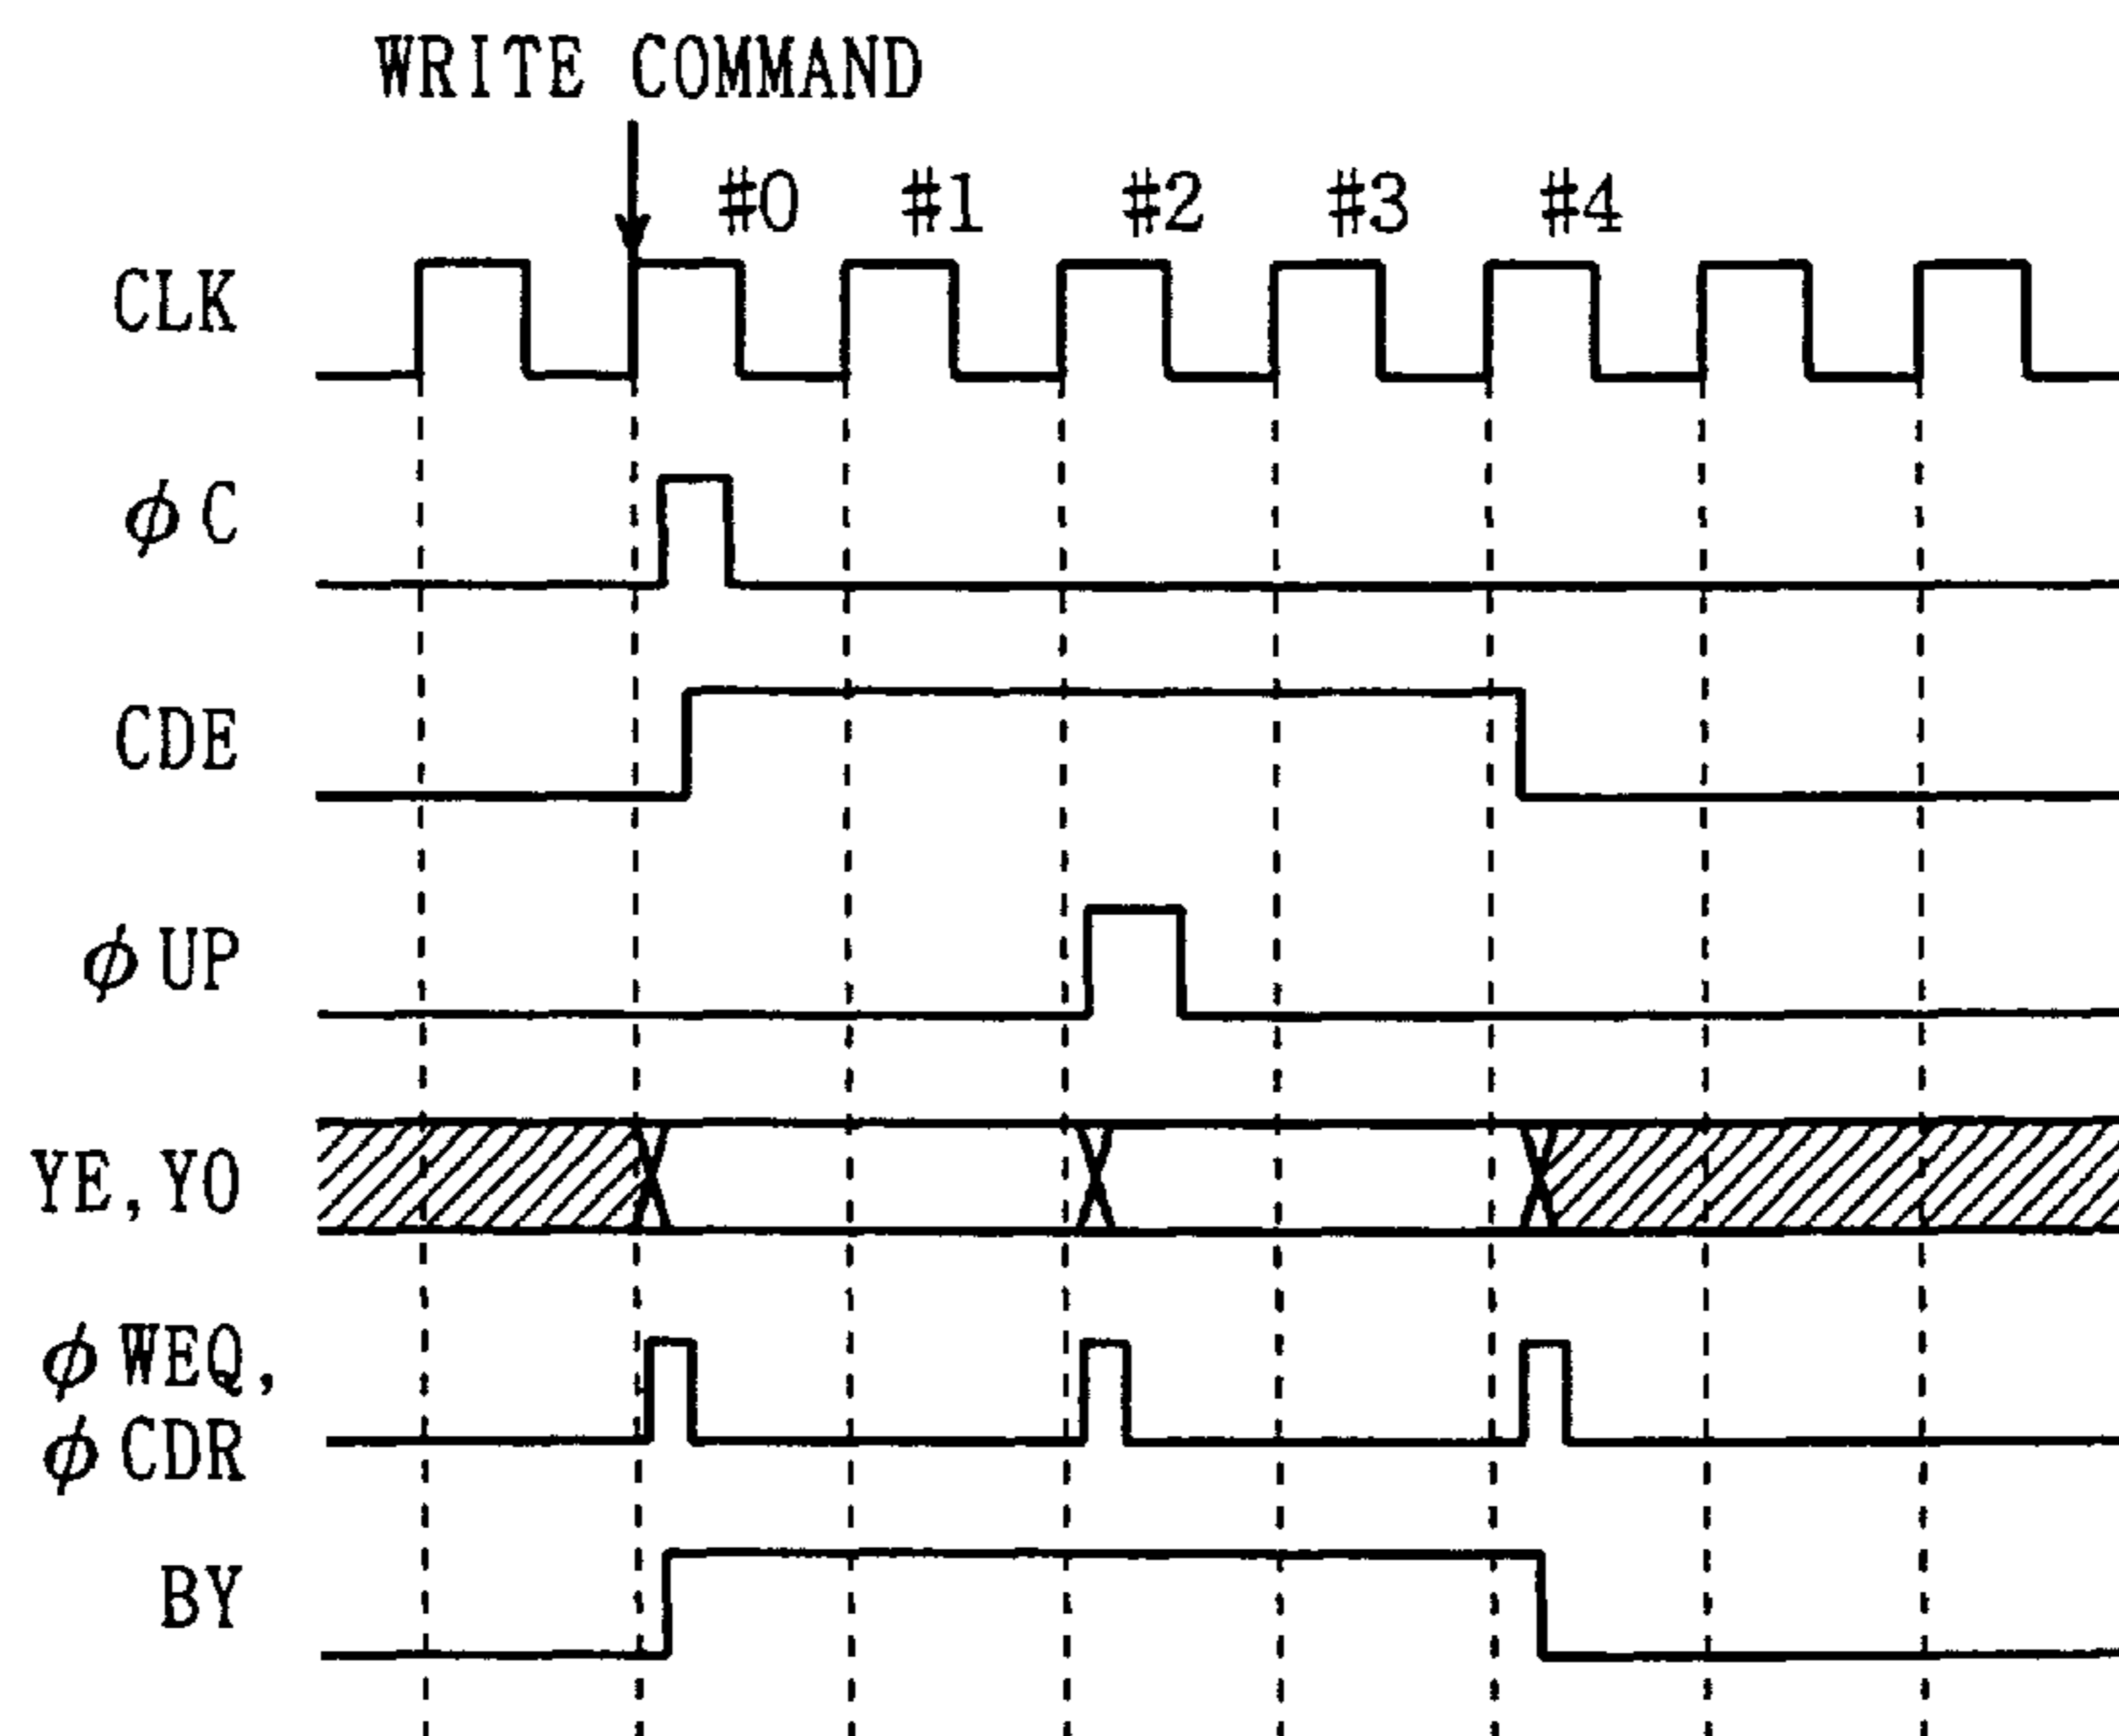 WRITE COMMAND
#0 #1 #2 #3 #4
CLK
φC
CDE
φUP
YE,YO
φWEQ,
φCDR
BY